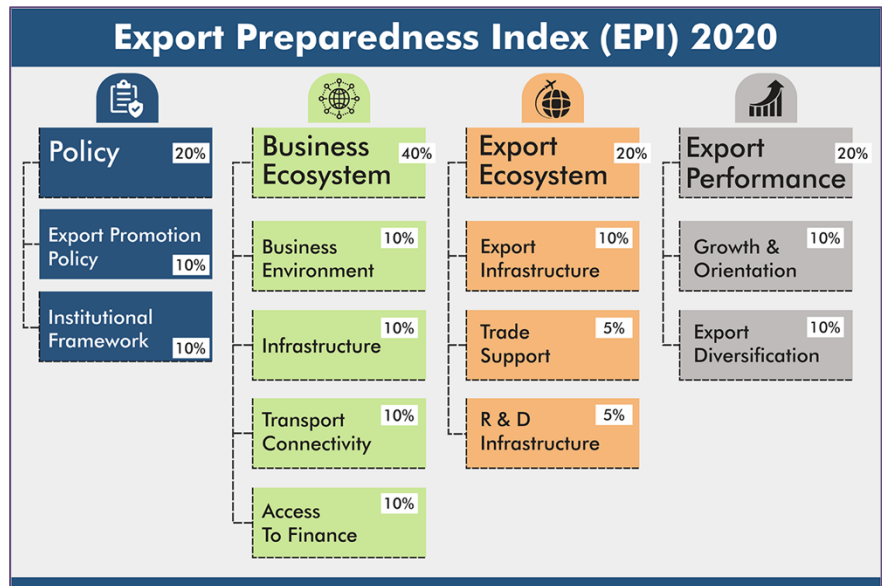 Export Preparedness Index (EPI) 2020
Policy
20%
Export Promotion
Policy
10%
Institutional
Framework
10%
Business
Ecosystem
40%
Business
Environment
10%
Infrastructure
10%
Transport
Connectivity
10%
Access
To Finance
10%
Export
Ecosystem
20%
Export
Infrastructure
10%
Trade
Support
5%
R & D
Infrastructure
5%
Export
Performance
20%
Growth &
Orientation
10%
Export
Diversification
10%